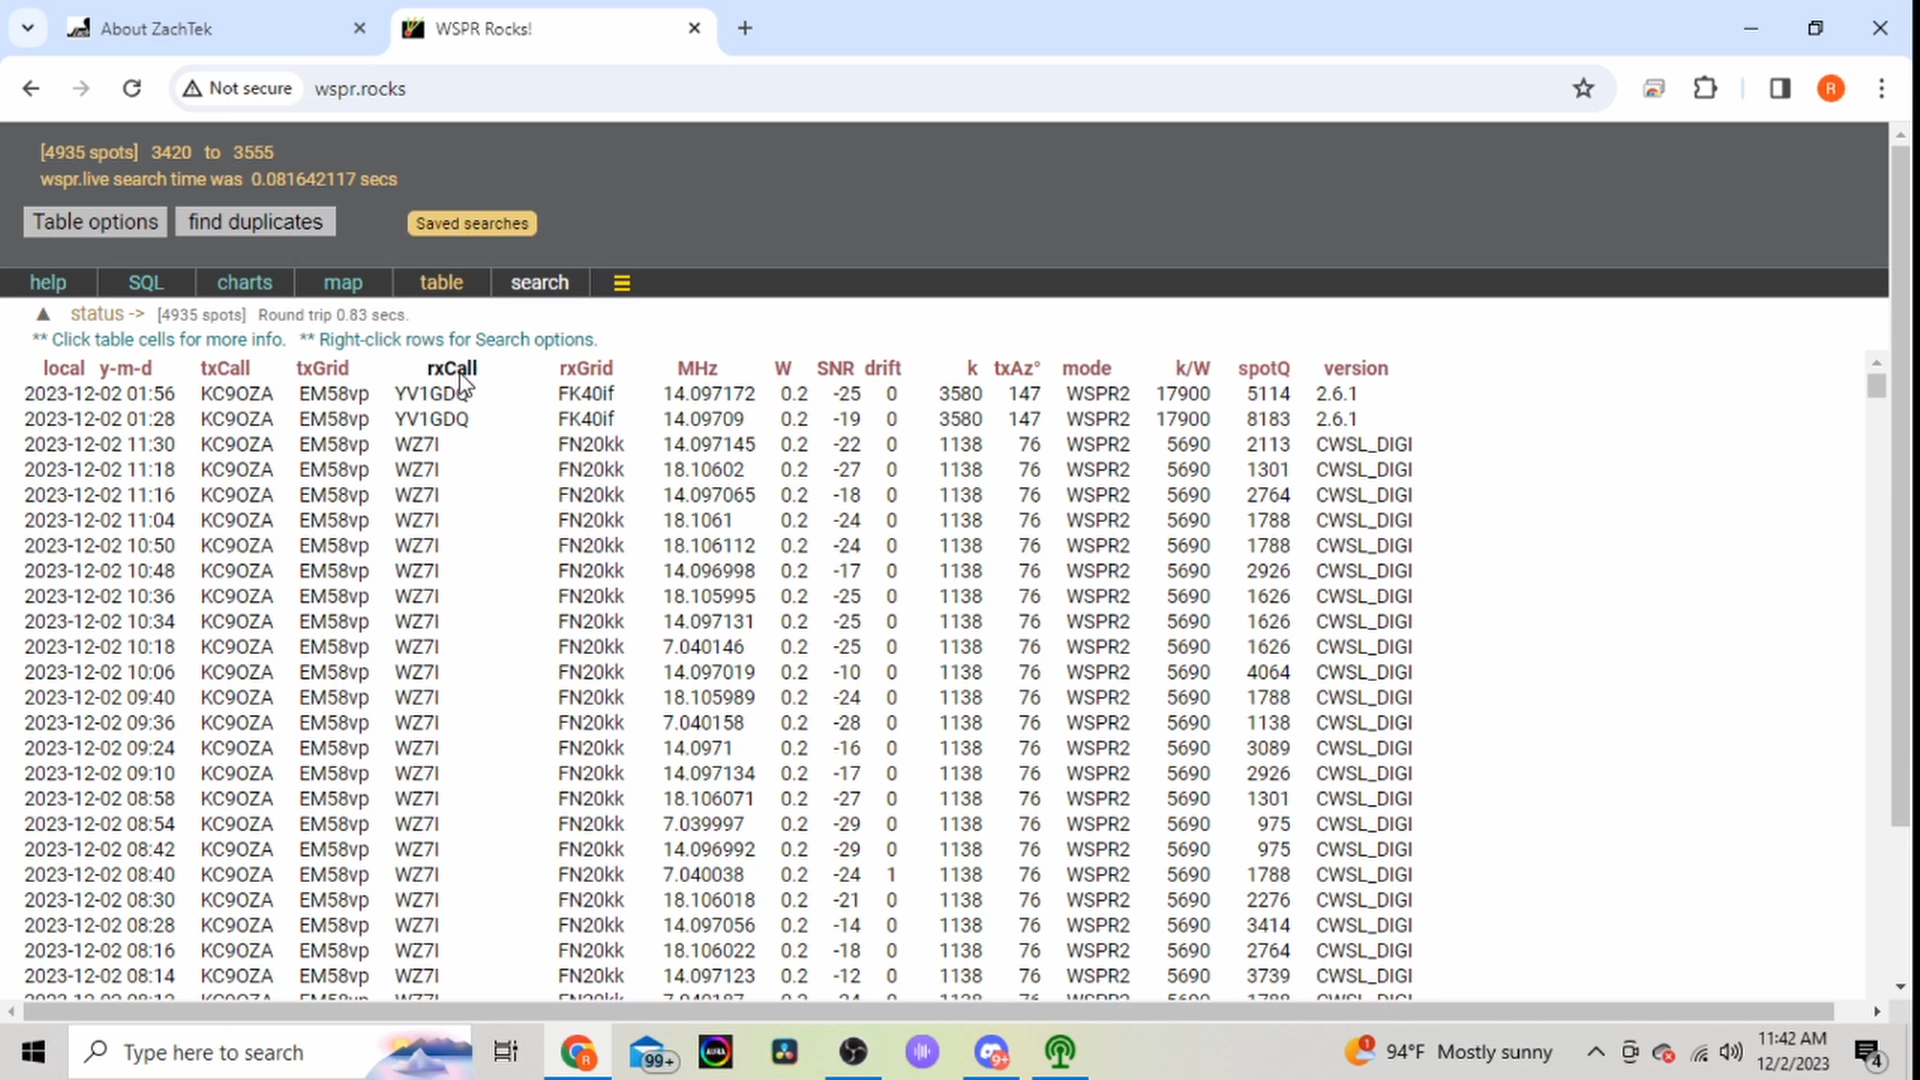 About ZachTek
WSPR Rocks!
Not secure
wspr.rocks
R
[4935 spots] 3420 to 3555
wspr.live search time was 0.081642117 secs
Table options
find duplicates
Saved searches
help
SQL
charts
map
table
search
▲ status -> [4935 spots] Round trip 0.83 secs.
** Click table cells for more info. ** Right-click rows for Search options.
local y-m-d txCall txGrid rxCall rxGrid MHz W SNR drift k txAz° mode k/W spotQ version
2023-12-02 01:56 KC9OZA EM58vp YV1GDQ FK40if 14.097172 0.2 -25 0 3580 147 WSPR2 17900 5114 2.6.1
2023-12-02 01:28 KC9OZA EM58vp YV1GDQ FK40if 14.09709 0.2 -19 0 3580 147 WSPR2 17900 8183 2.6.1
2023-12-02 11:30 KC9OZA EM58vp WZ7I FN20kk 14.097145 0.2 -22 0 1138 76 WSPR2 5690 2113 CWSL_DIGI
2023-12-02 11:18 KC9OZA EM58vp WZ7I FN20kk 18.10602 0.2 -27 0 1138 76 WSPR2 5690 1301 CWSL_DIGI
2023-12-02 11:16 KC9OZA EM58vp WZ7I FN20kk 14.097065 0.2 -18 0 1138 76 WSPR2 5690 2764 CWSL_DIGI
2023-12-02 11:04 KC9OZA EM58vp WZ7I FN20kk 18.1061 0.2 -24 0 1138 76 WSPR2 5690 1788 CWSL_DIGI
2023-12-02 10:50 KC9OZA EM58vp WZ7I FN20kk 18.106112 0.2 -24 0 1138 76 WSPR2 5690 1788 CWSL_DIGI
2023-12-02 10:48 KC9OZA EM58vp WZ7I FN20kk 14.096998 0.2 -17 0 1138 76 WSPR2 5690 2926 CWSL_DIGI
2023-12-02 10:36 KC9OZA EM58vp WZ7I FN20kk 18.105995 0.2 -25 0 1138 76 WSPR2 5690 1626 CWSL_DIGI
2023-12-02 10:34 KC9OZA EM58vp WZ7I FN20kk 14.097131 0.2 -25 0 1138 76 WSPR2 5690 1626 CWSL_DIGI
2023-12-02 10:18 KC9OZA EM58vp WZ7I FN20kk 7.040146 0.2 -25 0 1138 76 WSPR2 5690 1626 CWSL_DIGI
2023-12-02 10:06 KC9OZA EM58vp WZ7I FN20kk 14.097019 0.2 -10 0 1138 76 WSPR2 5690 4064 CWSL_DIGI
2023-12-02 09:40 KC9OZA EM58vp WZ7I FN20kk 18.105989 0.2 -24 0 1138 76 WSPR2 5690 1788 CWSL_DIGI
2023-12-02 09:36 KC9OZA EM58vp WZ7I FN20kk 7.040158 0.2 -28 0 1138 76 WSPR2 5690 1138 CWSL_DIGI
2023-12-02 09:24 KC9OZA EM58vp WZ7I FN20kk 14.0971 0.2 -16 0 1138 76 WSPR2 5690 3089 CWSL_DIGI
2023-12-02 09:10 KC9OZA EM58vp WZ7I FN20kk 14.097134 0.2 -17 0 1138 76 WSPR2 5690 2926 CWSL_DIGI
2023-12-02 08:58 KC9OZA EM58vp WZ7I FN20kk 18.106071 0.2 -27 0 1138 76 WSPR2 5690 1301 CWSL_DIGI
2023-12-02 08:54 KC9OZA EM58vp WZ7I FN20kk 7.039997 0.2 -29 0 1138 76 WSPR2 5690 975 CWSL_DIGI
2023-12-02 08:42 KC9OZA EM58vp WZ7I FN20kk 14.096992 0.2 -29 0 1138 76 WSPR2 5690 975 CWSL_DIGI
2023-12-02 08:40 KC9OZA EM58vp WZ7I FN20kk 7.040038 0.2 -24 1 1138 76 WSPR2 5690 1788 CWSL_DIGI
2023-12-02 08:30 KC9OZA EM58vp WZ7I FN20kk 18.106018 0.2 -21 0 1138 76 WSPR2 5690 2276 CWSL_DIGI
2023-12-02 08:28 KC9OZA EM58vp WZ7I FN20kk 14.097056 0.2 -14 0 1138 76 WSPR2 5690 3414 CWSL_DIGI
2023-12-02 08:16 KC9OZA EM58vp WZ7I FN20kk 18.106022 0.2 -18 0 1138 76 WSPR2 5690 2764 CWSL_DIGI
2023-12-02 08:14 KC9OZA EM58vp WZ7I FN20kk 14.097123 0.2 -12 0 1138 76 WSPR2 5690 3739 CWSL_DIGI
Type here to search
R
99+
AURA
9+
1
94°F Mostly sunny
11:42 AM
12/2/2023
4